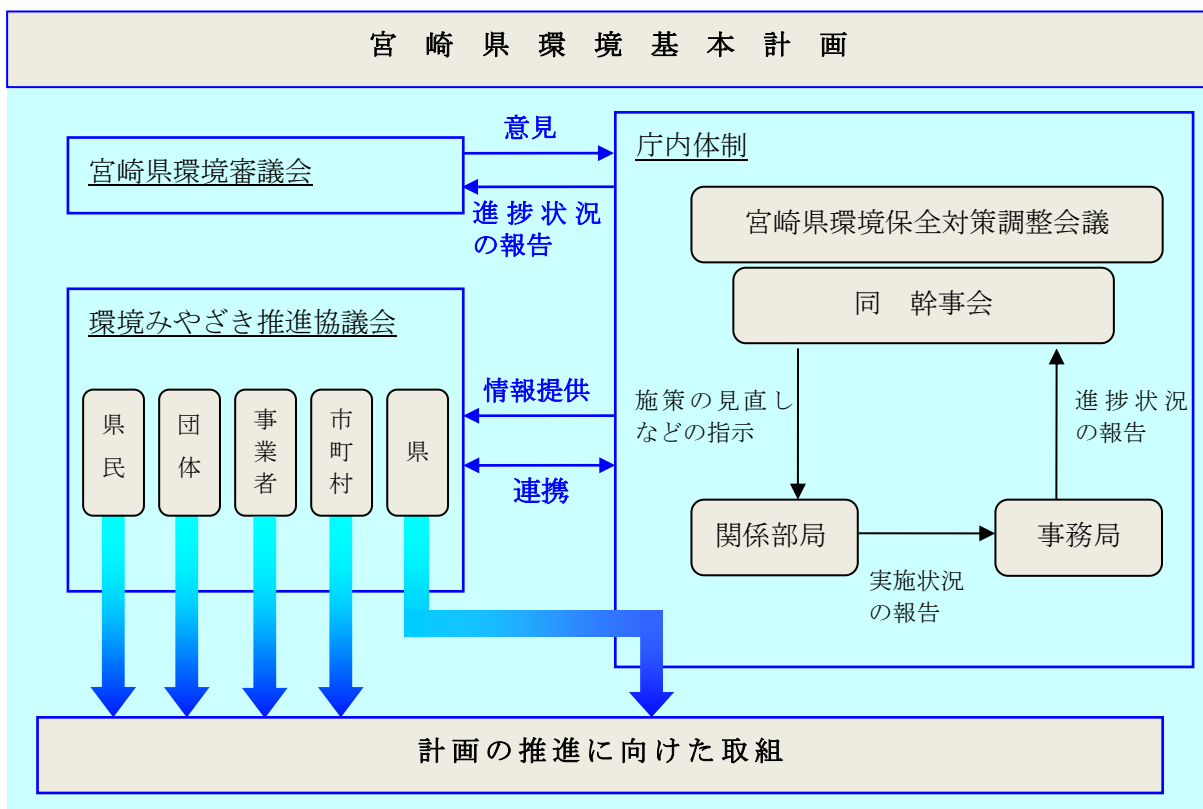 宮崎県環境基本計画
宮崎県環境審議会
意見
進捗状況
の報告
庁内体制
宮崎県環境保全対策調整会議
同　幹事会
施策の見直し
などの指示
進捗状況
の報告
関係部局
事務局
実施状況
の報告
環境みやざき推進協議会
県民
団体
事業者
市町村
県
情報提供
連携
計画の推進に向けた取組